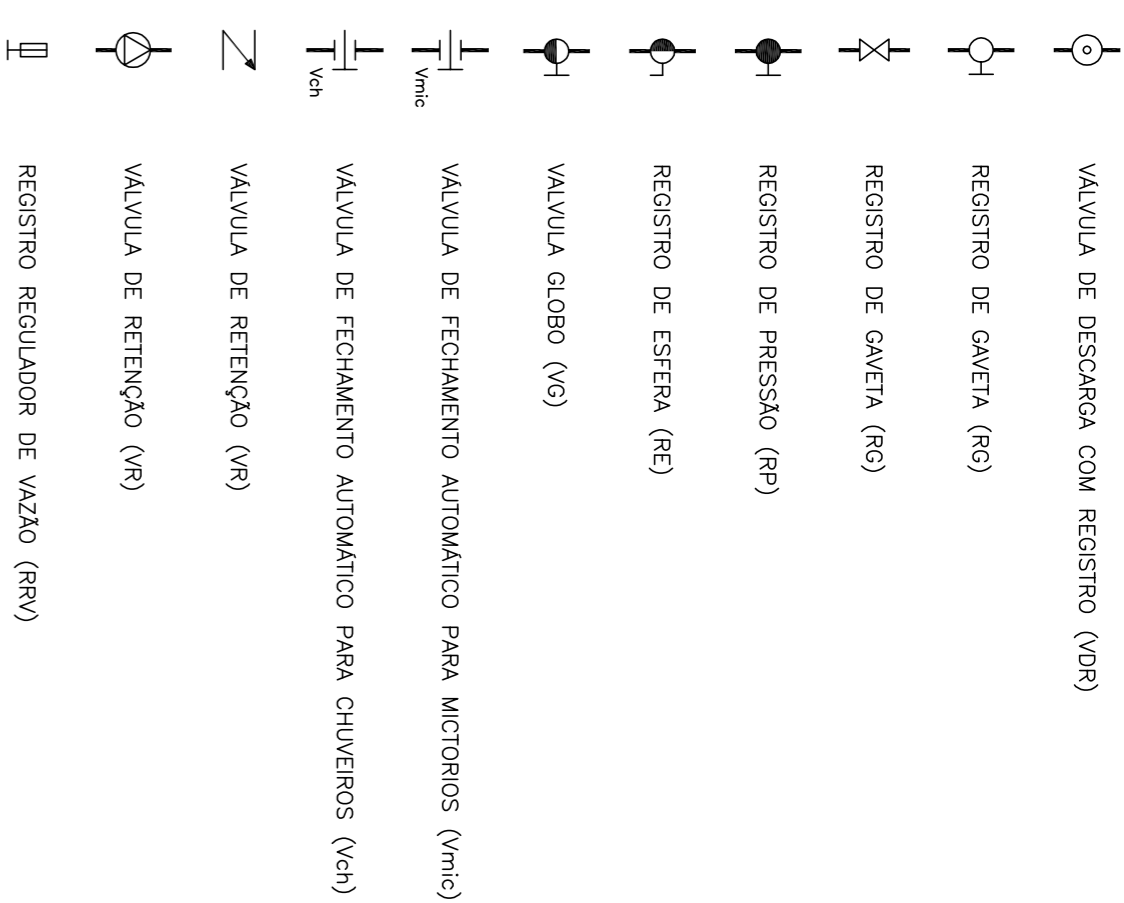 VÁLVULA DE DESCARGA COM REGISTRO (VDR)
REGISTRO DE GAVETA (RG)
REGISTRO DE GAVETA (RG)
REGISTRO DE PRESSÃO (RP)
REGISTRO DE ESFERA (RE)
VALVULA GLOBO (VG)
Vmic VÁLVULA DE FECHAMENTO AUTOMÁTICO PARA MICTORIOS (Vmic)
Vch VÁLVULA DE FECHAMENTO AUTOMÁTICO PARA CHUVEIROS (Vch)
VÁLVULA DE RETENÇÃO (VR)
VÁLVULA DE RETENÇÃO (VR)
REGISTRO REGULADOR DE VAZÃO (RRV)